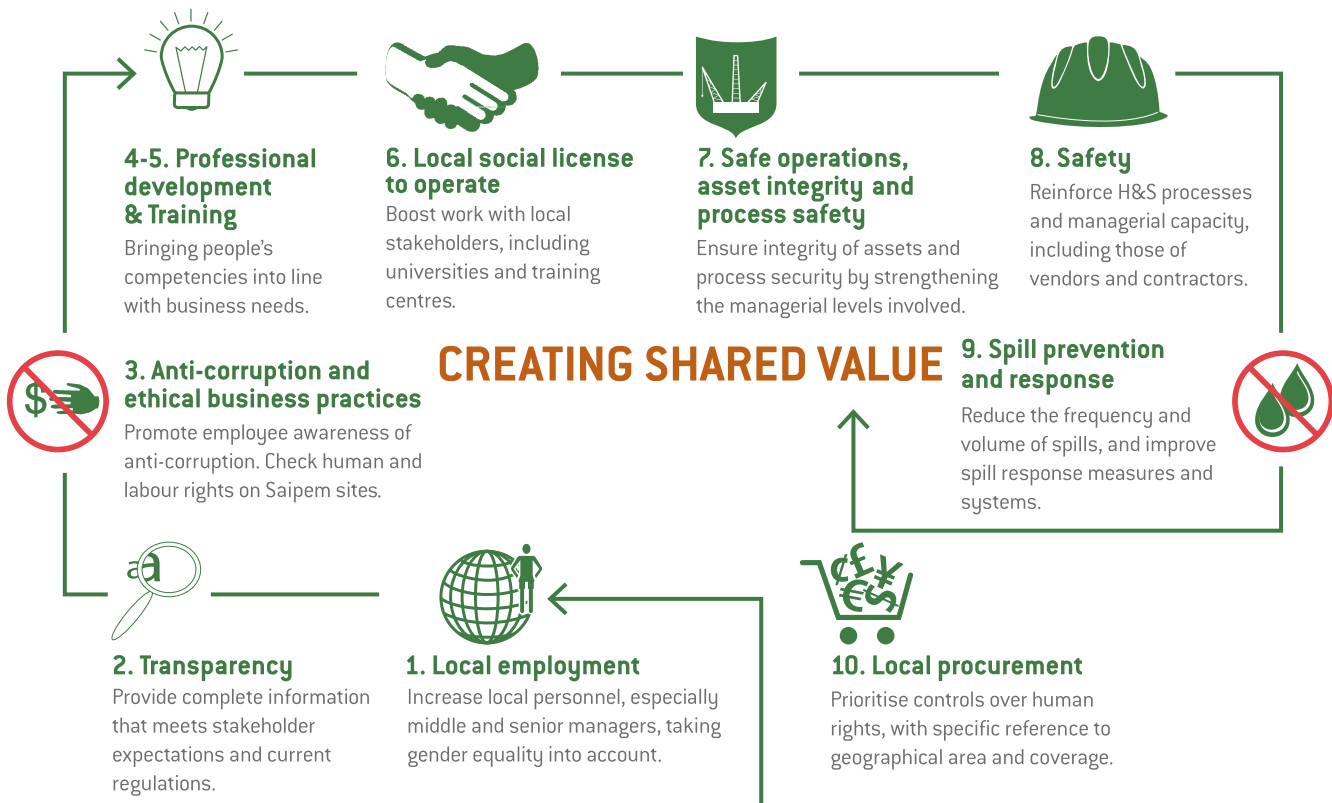 4-5. Professional
development
& Training
Bringing people's
competencies into line
with business needs.
6. Local social license
to operate
Boost work with local
stakeholders, including
universities and training
centres.
7. Safe operations,
asset integrity and
process safety
Ensure integrity of assets and
process security by strengthening
the managerial levels involved.
8. Safety
Reinforce H&S processes
and managerial capacity,
including those of
vendors and contractors.
$
3. Anti-corruption and
ethical business practices
Promote employee awareness of
anti-corruption. Check human and
labour rights on Saipem sites.
CREATING SHARED VALUE
9. Spill prevention
and response
Reduce the frequency and
volume of spills, and improve
spill response measures and
systems.
a a
2. Transparency
Provide complete information
that meets stakeholder
expectations and current
regulations.
1. Local employment
Increase local personnel, especially
middle and senior managers, taking
gender equality into account.
¢ £ ¥
€ $
10. Local procurement
Prioritise controls over human
rights, with specific reference to
geographical area and coverage.